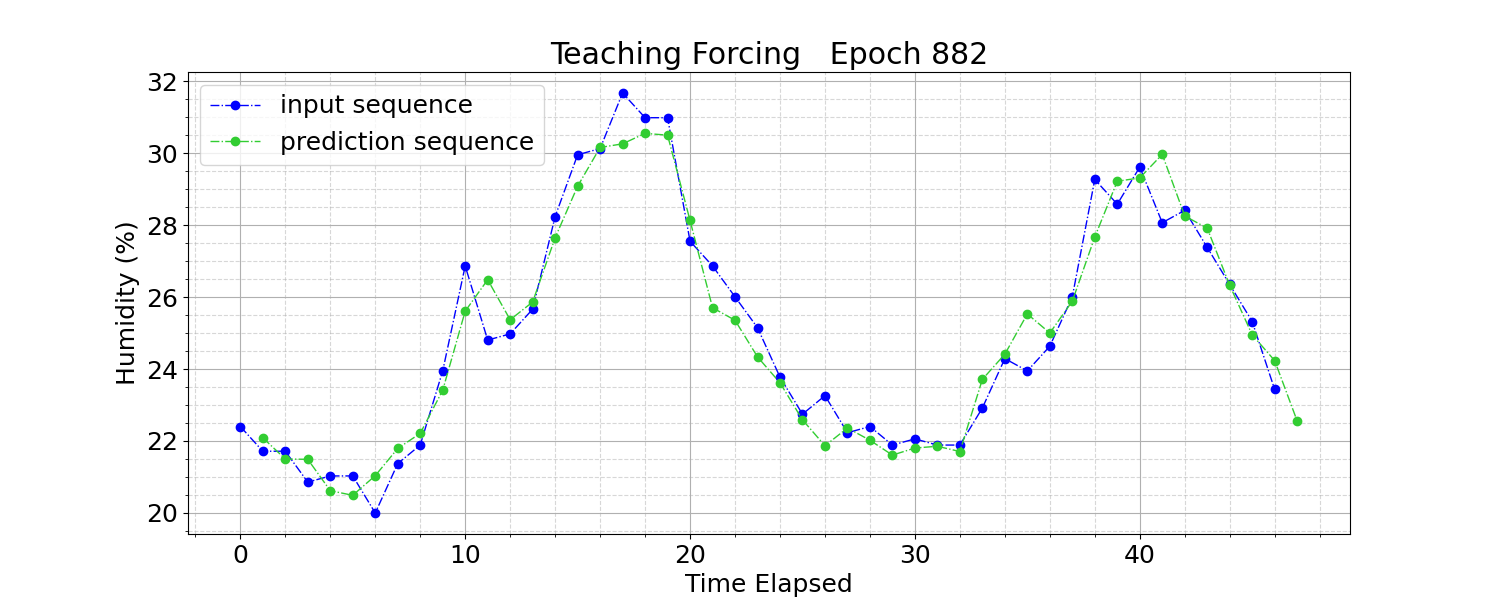 Teaching Forcing   Epoch 882
input sequence
prediction sequence
Humidity (%)
32
30
28
26
24
22
20
0 10 20 30 40
Time Elapsed